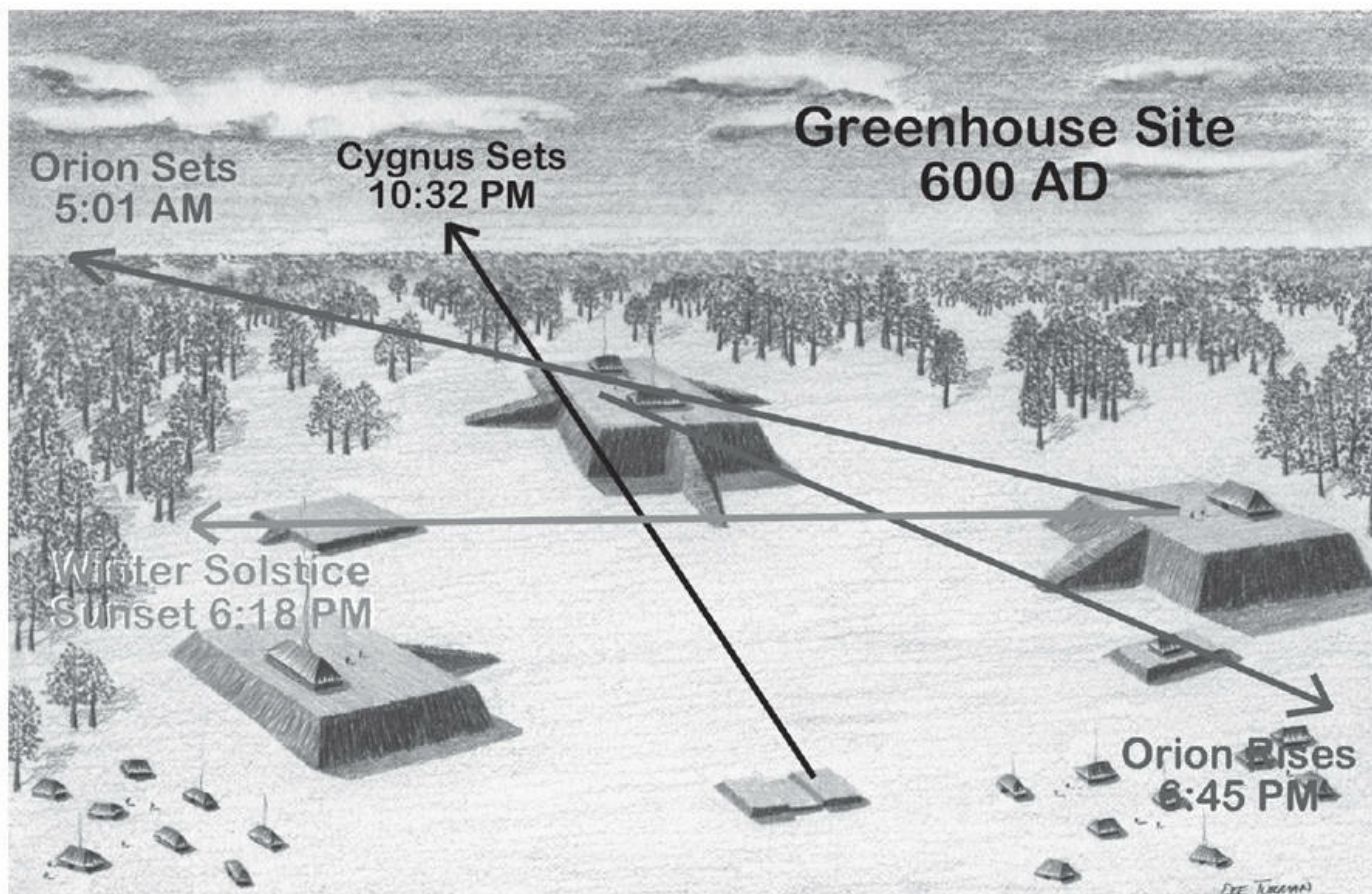 Greenhouse Site
600 AD
Orion Sets
5:01 AM
Cygnus Sets
10:32 PM
Winter Solstice
Sunset 6:18 PM
Orion Rises
6:45 PM